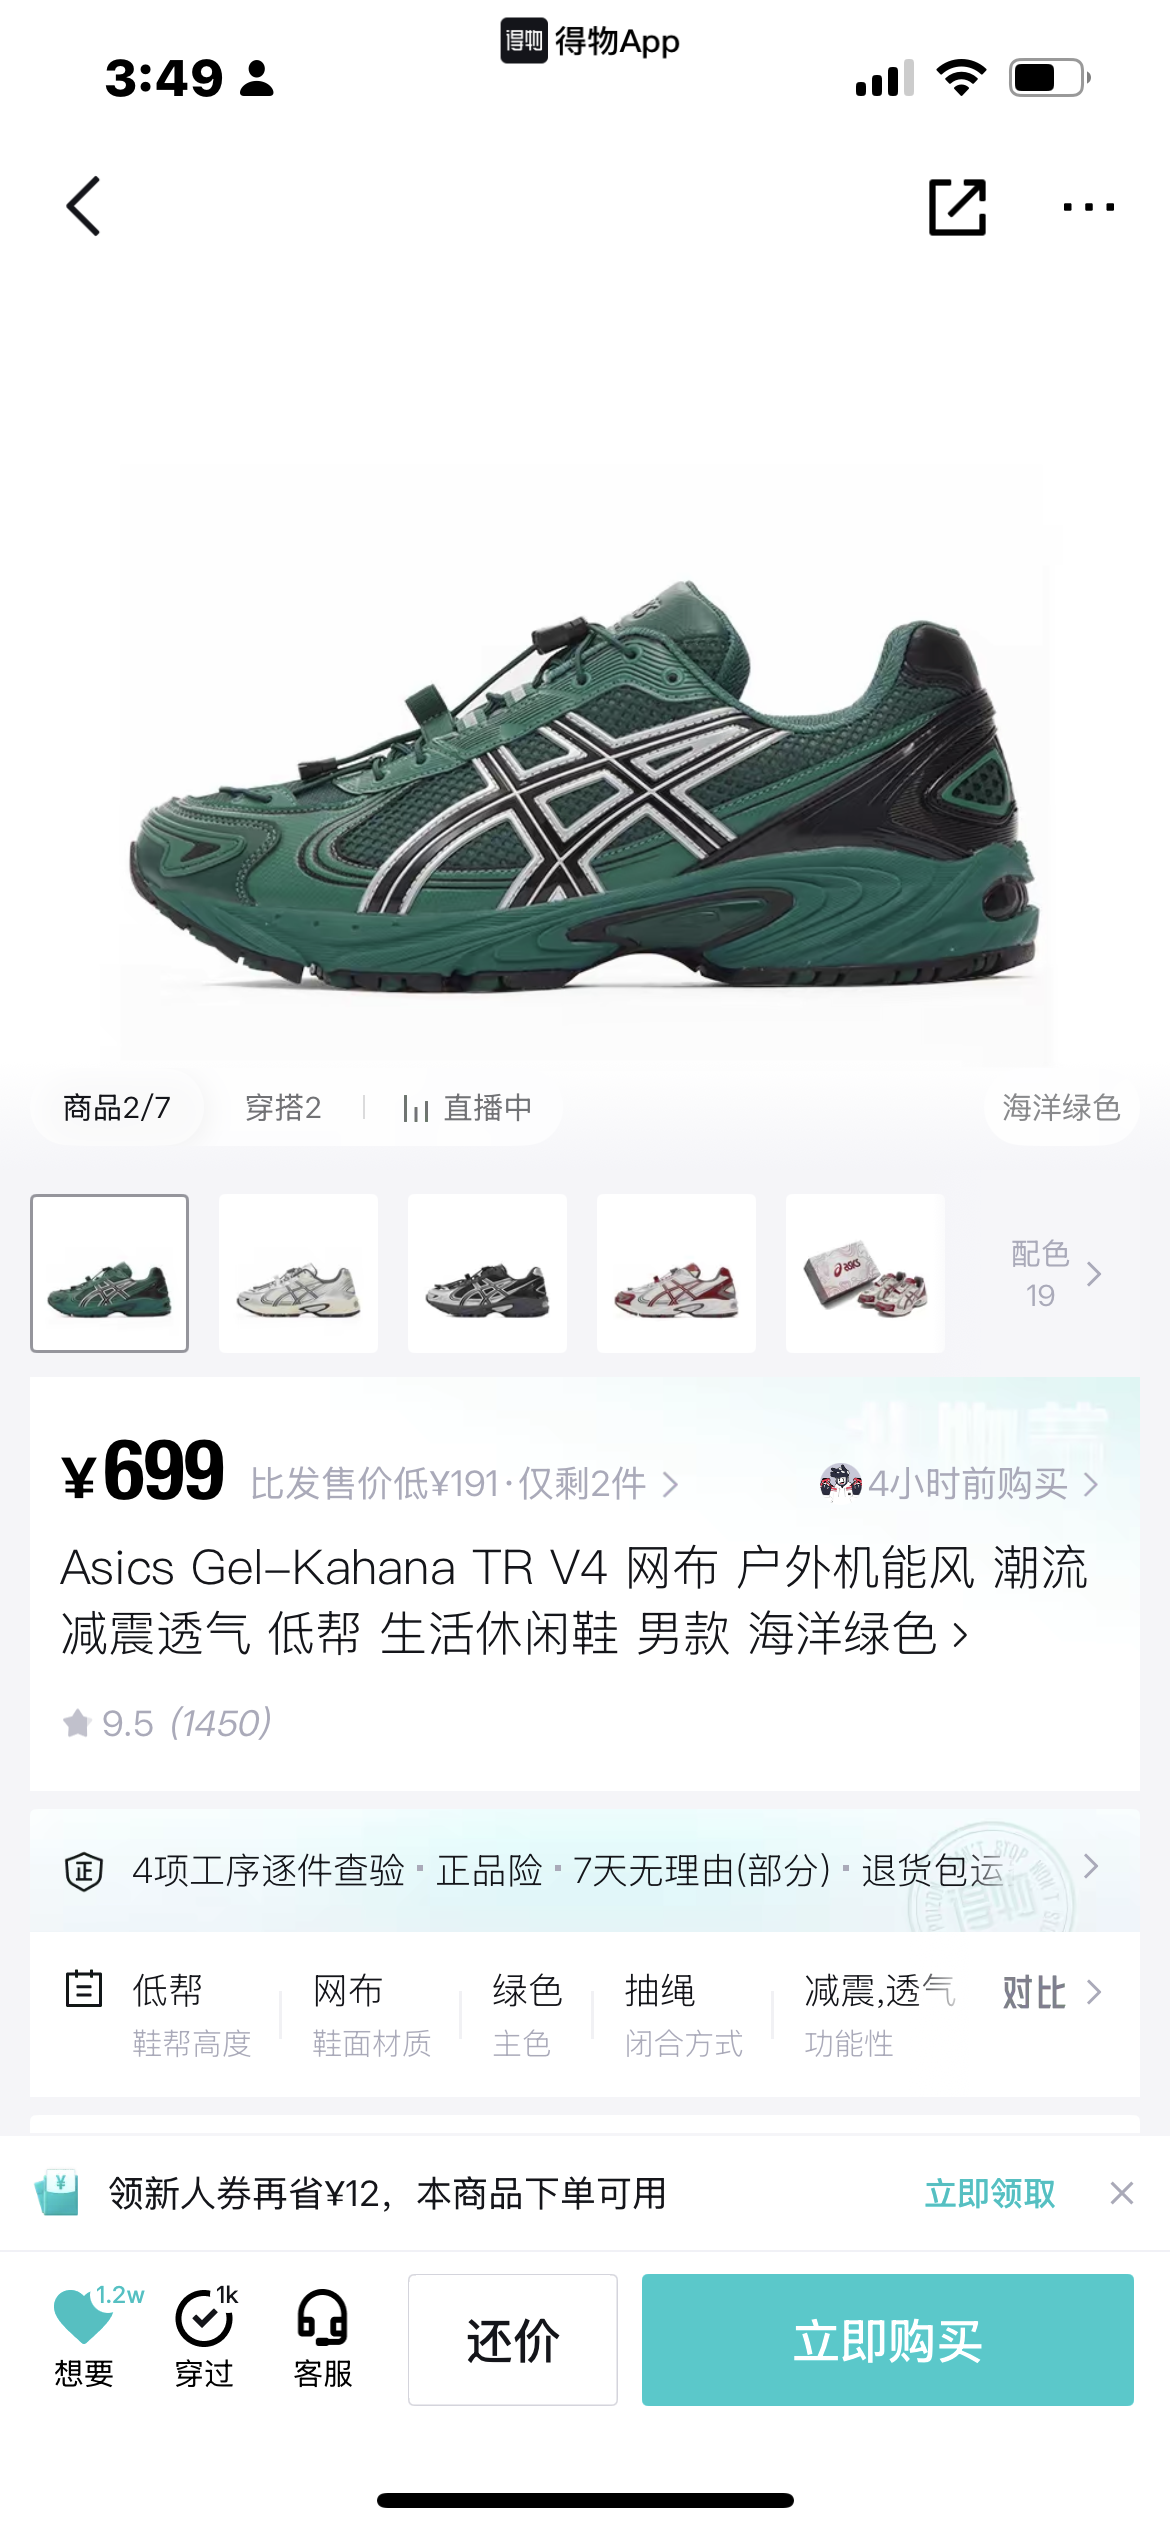 得物 得物App
3:49
商品2/7 穿搭2 直播中 海洋绿色
配色
19
¥699 比发售价低¥191·仅剩2件 4小时前购买
Asics Gel-Kahana TR V4 网布 户外机能风 潮流
减震透气 低帮 生活休闲鞋 男款 海洋绿色
9.5 (1450)
正 4项工序逐件查验·正品险·7天无理由(部分)·退货包运
低帮 网布 绿色 抽绳 减震,透气 对比
鞋帮高度 鞋面材质 主色 闭合方式 功能性
¥ 领新人券再省¥12，本商品下单可用 立即领取
1.2w 1k
想要 穿过 客服 还价 立即购买